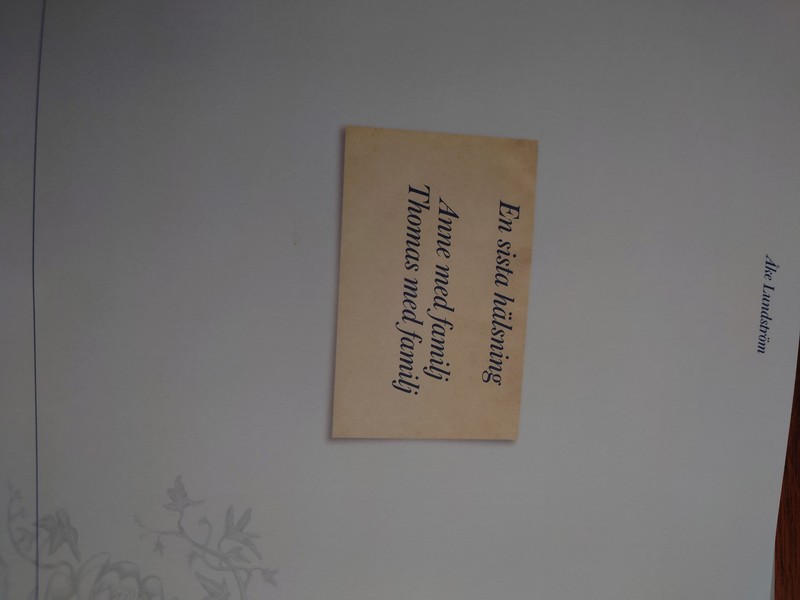 Åke Lundström
En sista hälsning
Anne med familj
Thomas med familj